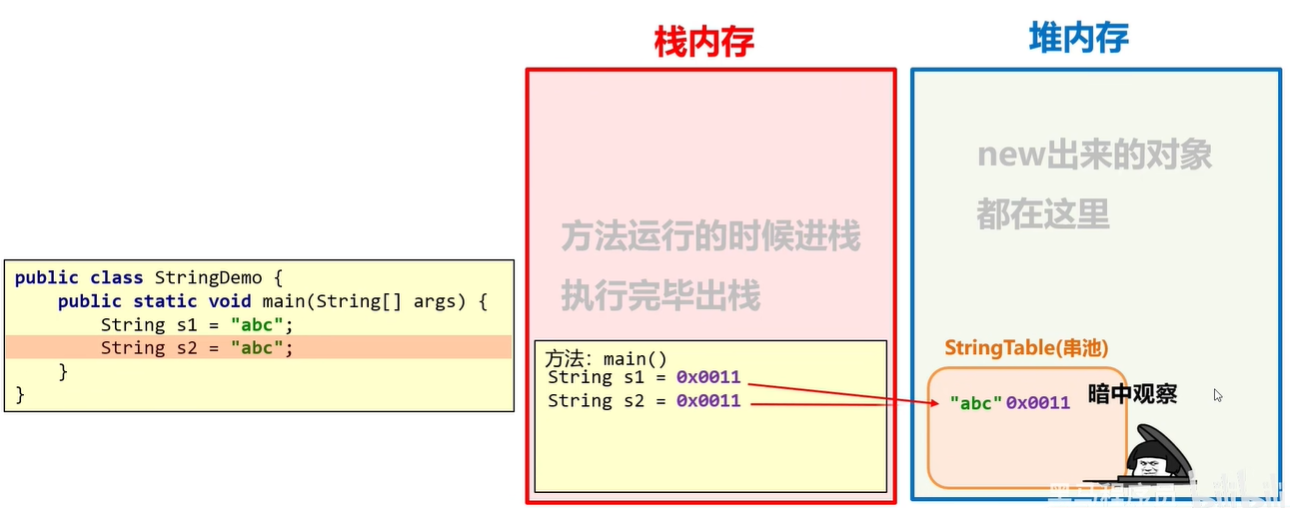 栈内存
堆内存
new出来的对象
都在这里
方法运行的时候进栈
执行完毕出栈
public class StringDemo {
public static void main(String[] args) {
String s1 = "abc";
String s2 = "abc";
}
}
方法：main()
String s1 = 0x0011
String s2 = 0x0011
StringTable(串池)
"abc" 0x0011
暗中观察